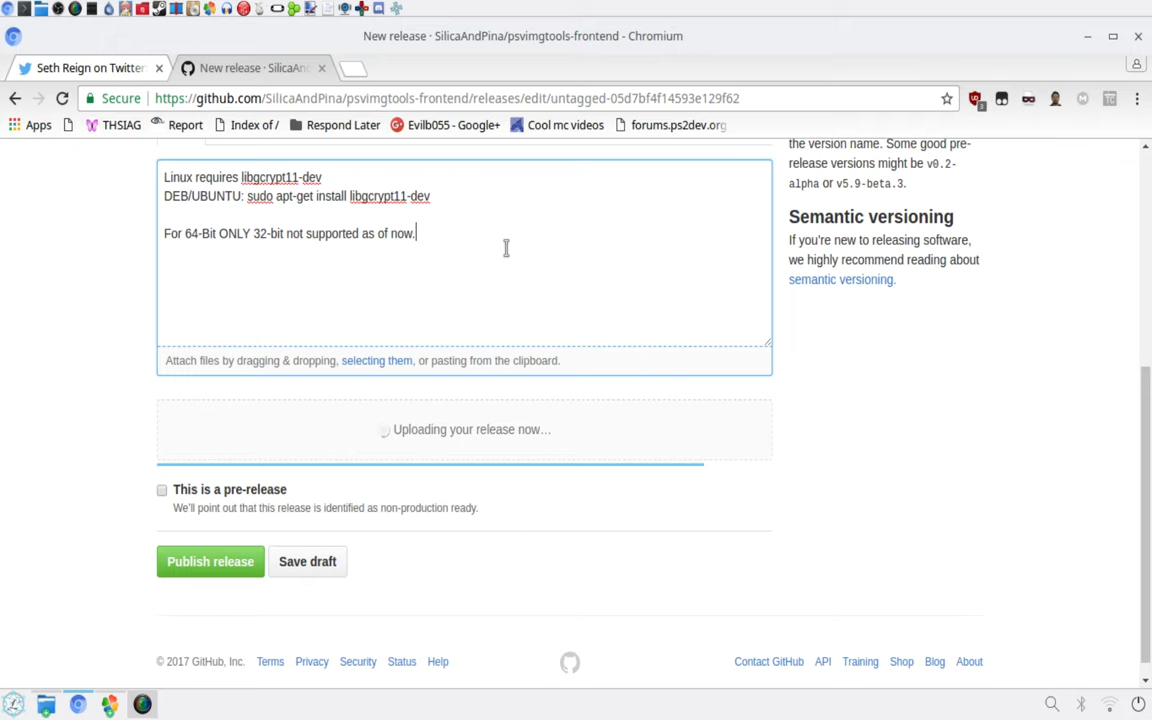 New release · SilicaAndPina/psvimgtools-frontend - Chromium
Seth Reign on Twitter
New release · SilicaAnd
Secure
https://github.com/SilicaAndPina/psvimgtools-frontend/releases/edit/untagged-05d7bf4f14593e129f62
3
Apps
THSIAG
Report
Index of /
Respond Later
Evilb055 - Google+
Cool mc videos
forums.ps2dev.org
Linux requires libgcrypt11-dev
DEB/UBUNTU: sudo apt-get install libgcrypt11-dev
For 64-Bit ONLY 32-bit not supported as of now.
Attach files by dragging & dropping, selecting them, or pasting from the clipboard.
Uploading your release now…
This is a pre-release
We'll point out that this release is identified as non-production ready.
Publish release
Save draft
the version name. Some good pre-
release versions might be v0.2-
alpha or v5.9-beta.3.
Semantic versioning
If you're new to releasing software,
we highly recommend reading about
semantic versioning.
© 2017 GitHub, Inc.
Terms
Privacy
Security
Status
Help
Contact GitHub
API
Training
Shop
Blog
About